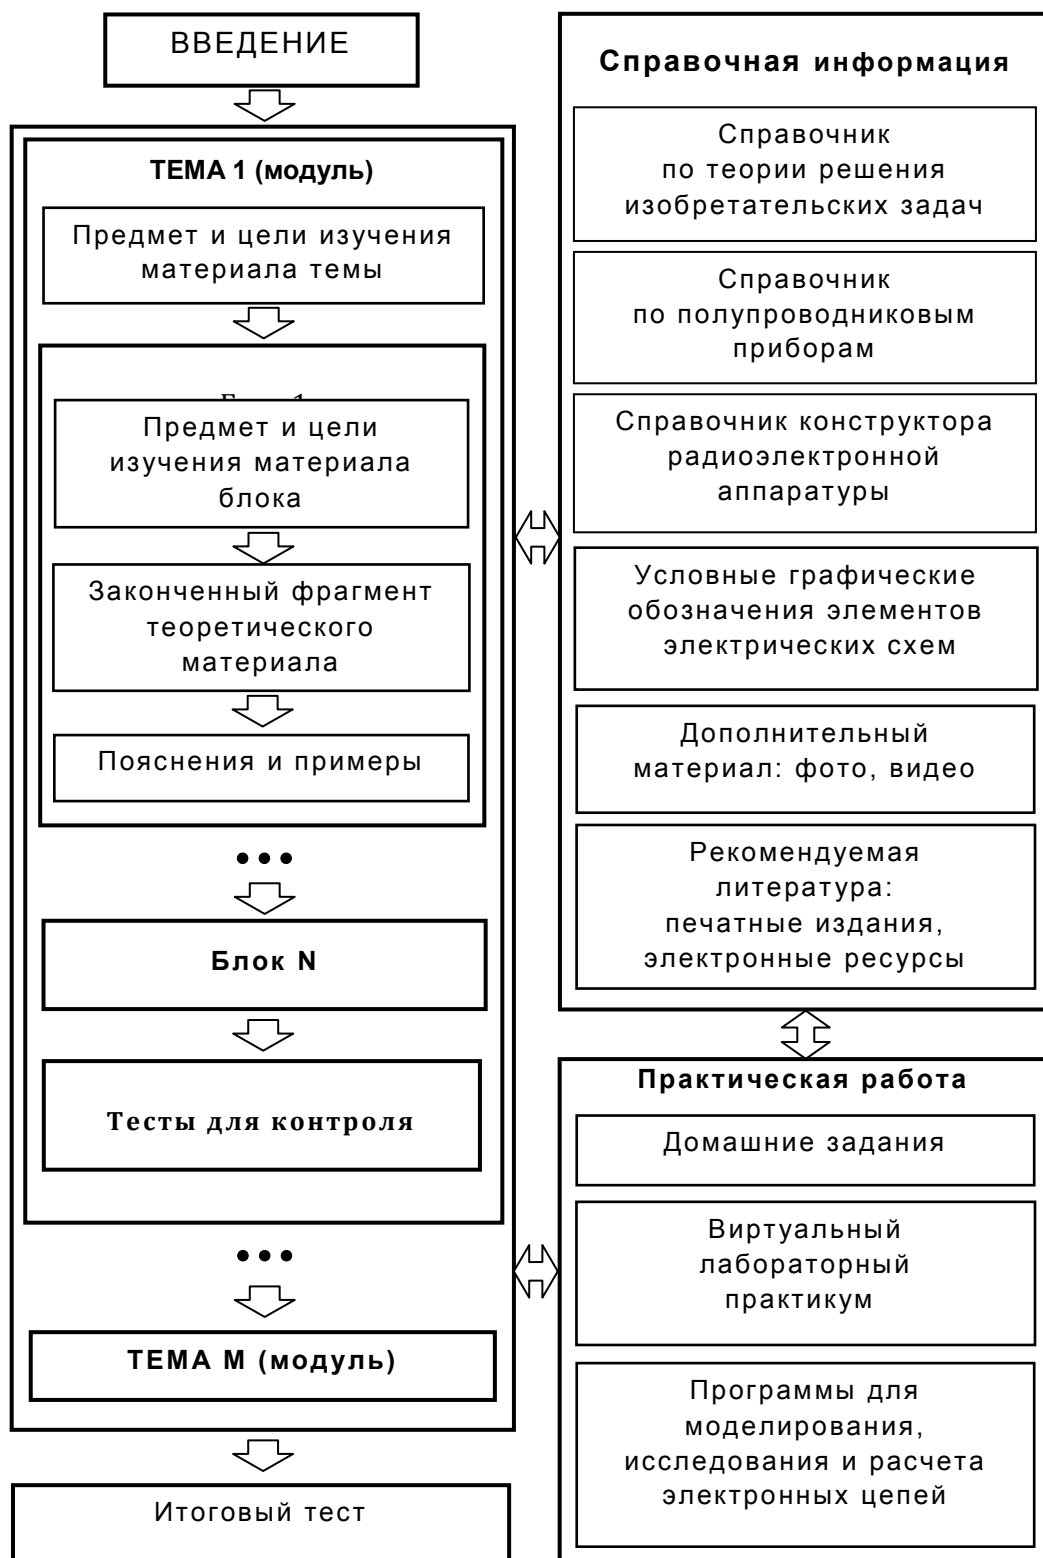 ВВЕДЕНИЕ
ТЕМА 1 (модуль)
Предмет и цели изучения
материала темы
Предмет и цели
изучения материала
блока
Законченный фрагмент
теоретического
материала
Пояснения и примеры
•••
Блок N
Тесты для контроля
•••
ТЕМА М (модуль)
Итоговый тест
Справочная информация
Справочник
по теории решения
изобретательских задач
Справочник
по полупроводниковым
приборам
Справочник конструктора
радиоэлектронной
аппаратуры
Условные графические
обозначения элементов
электрических схем
Дополнительный
материал: фото, видео
Рекомендуемая
литература:
печатные издания,
электронные ресурсы
Практическая работа
Домашние задания
Виртуальный
лабораторный
практикум
Программы для
моделирования,
исследования и расчета
электронных цепей